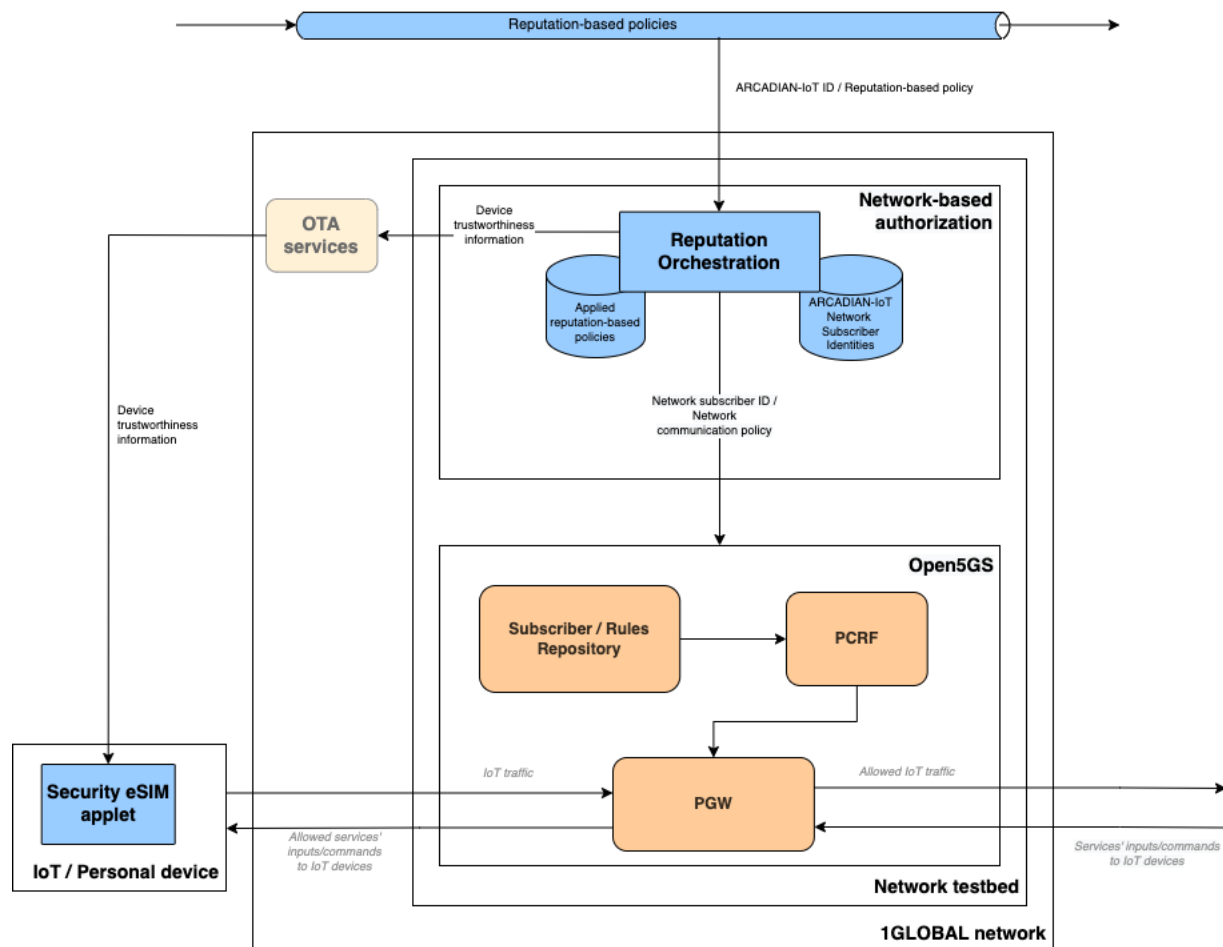 Reputation-based policies
ARCADIAN-IoT ID / Reputation-based policy
Network-based
authorization
OTA
services
Device
trustworthiness
information
Reputation
Orchestration
Applied
reputation-based
policies
ARCADIAN-IoT
Network
Subscriber
Identities
Device
trustworthiness
information
Network subscriber ID /
Network
communication policy
Open5GS
Subscriber / Rules
Repository
PCRF
Security eSIM
applet
IoT / Personal device
IoT traffic
PGW
Allowed IoT traffic
Allowed services'
inputs/commands
to IoT devices
Services' inputs/commands
to IoT devices
Network testbed
1GLOBAL network